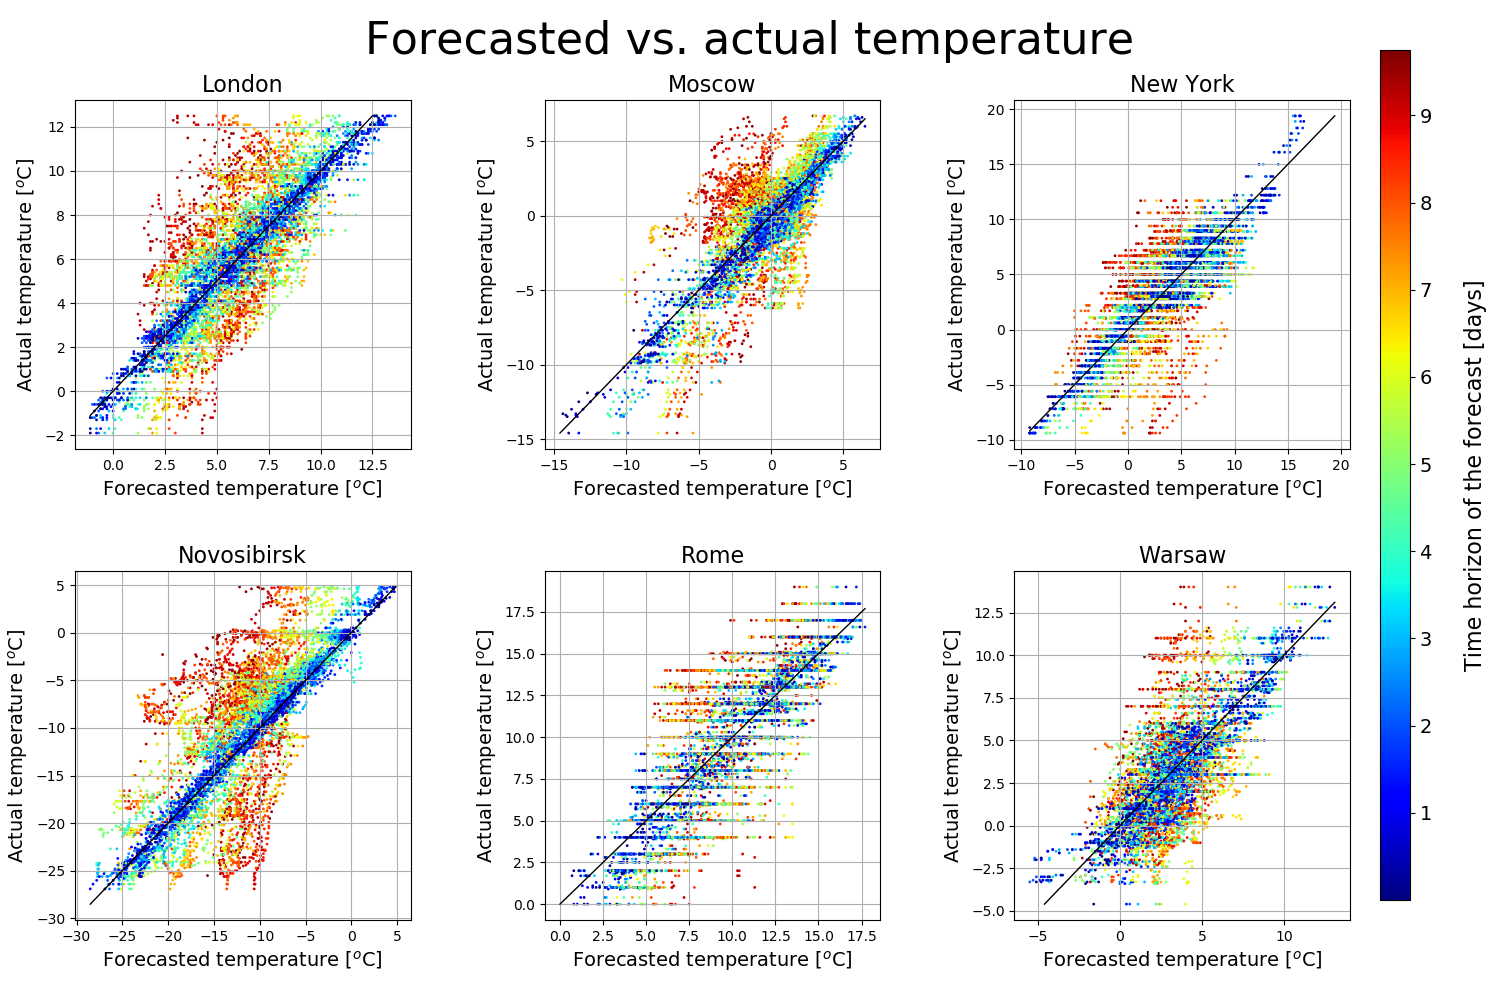 Forecasted vs. actual temperature
London
12
10
8
6
4
2
0
−2
0.0 2.5 5.0 7.5 10.0 12.5
Actual temperature [°C]
Forecasted temperature [°C]
Moscow
5
0
−5
−10
−15
−15 −10 −5 0 5
Actual temperature [°C]
Forecasted temperature [°C]
New York
20
15
10
5
0
−5
−10
−10 −5 0 5 10 15 20
Actual temperature [°C]
Forecasted temperature [°C]
Novosibirsk
5
0
−5
−10
−15
−20
−25
−30
−30 −25 −20 −15 −10 −5 0 5
Actual temperature [°C]
Forecasted temperature [°C]
Rome
17.5
15.0
12.5
10.0
7.5
5.0
2.5
0.0
0.0 2.5 5.0 7.5 10.0 12.5 15.0 17.5
Actual temperature [°C]
Forecasted temperature [°C]
Warsaw
12.5
10.0
7.5
5.0
2.5
0.0
−2.5
−5.0
−5 0 5 10
Actual temperature [°C]
Forecasted temperature [°C]
9
8
7
6
5
4
3
2
1
Time horizon of the forecast [days]